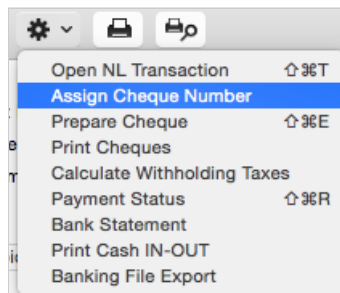 Open NL Transaction ⇧⌘T
Assign Cheque Number
Prepare Cheque ⇧⌘E
Print Cheques
Calculate Withholding Taxes
Payment Status ⇧⌘R
Bank Statement
Print Cash IN-OUT
Banking File Export